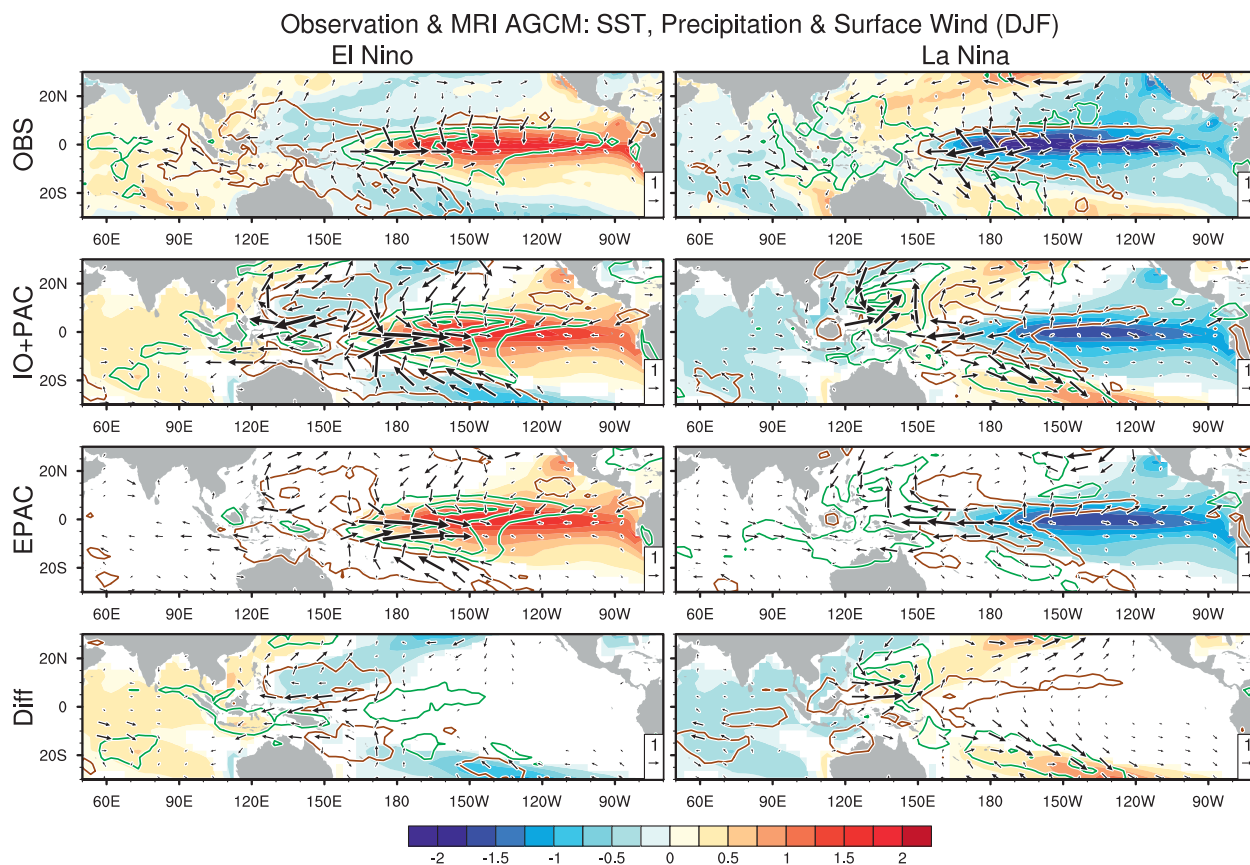 Observation & MRI AGCM: SST, Precipitation & Surface Wind (DJF)
El Nino La Nina
OBS
20N
0
20S
1 1
60E 90E 120E 150E 180 150W 120W 90W 60E 90E 120E 150E 180 150W 120W 90W
IO+PAC
20N
0
20S
1 1
60E 90E 120E 150E 180 150W 120W 90W 60E 90E 120E 150E 180 150W 120W 90W
EPAC
20N
0
20S
1 1
60E 90E 120E 150E 180 150W 120W 90W 60E 90E 120E 150E 180 150W 120W 90W
Diff
20N
0
20S
1 1
60E 90E 120E 150E 180 150W 120W 90W 60E 90E 120E 150E 180 150W 120W 90W
-2 -1.5 -1 -0.5 0 0.5 1 1.5 2